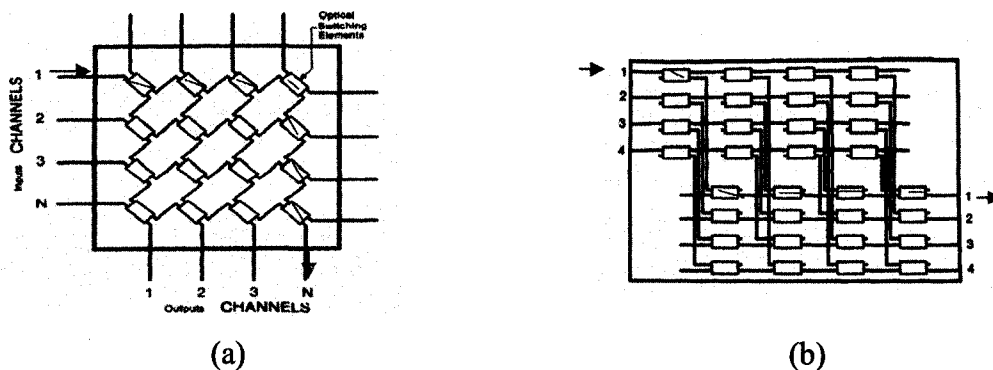 Optical
Switching
Elements
Input CHANNELS
1
2
3
N
1 2 3 N
Outputs CHANNELS
(a)
1
2
3
4
1
2
3
4
(b)